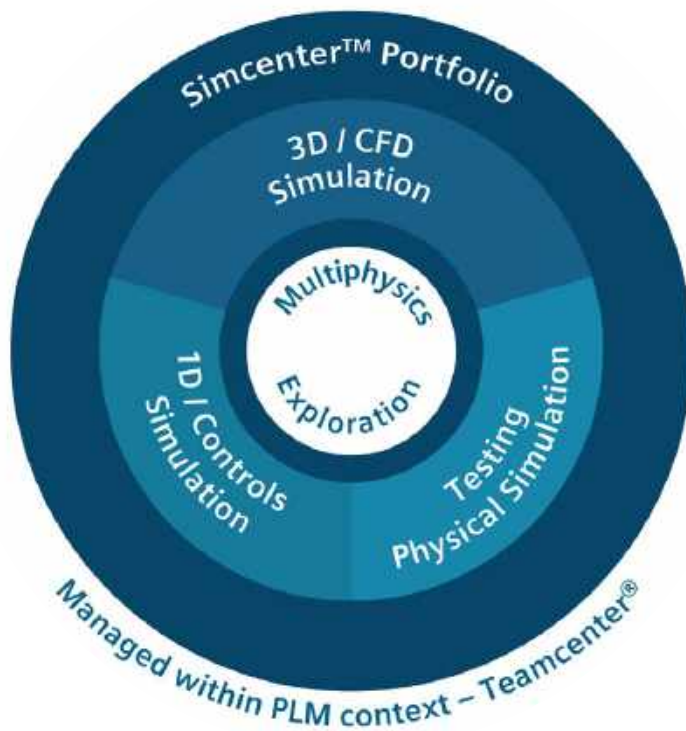 Simcenter™ Portfolio
3D / CFD
Simulation
Multiphysics
Exploration
1D / Controls
Simulation
Testing
Physical Simulation
Managed within PLM context – Teamcenter®